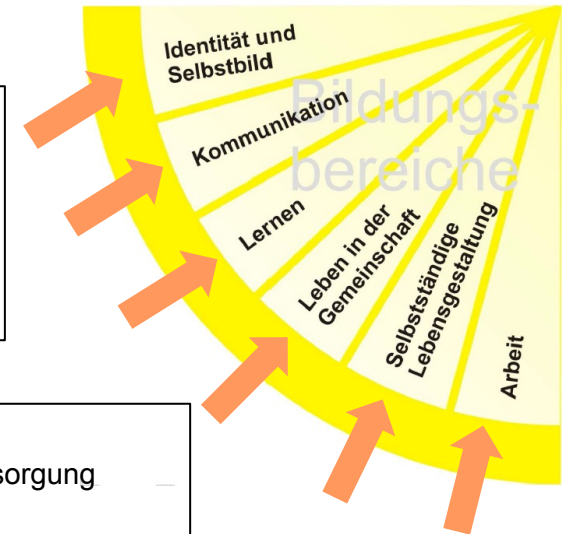 Identität und
Selbstbild
Bildungs-
bereiche
Kommunikation
Lernen
Leben in der
Gemeinschaft
Selbstständige
Lebensgestaltung
Arbeit
sorgung